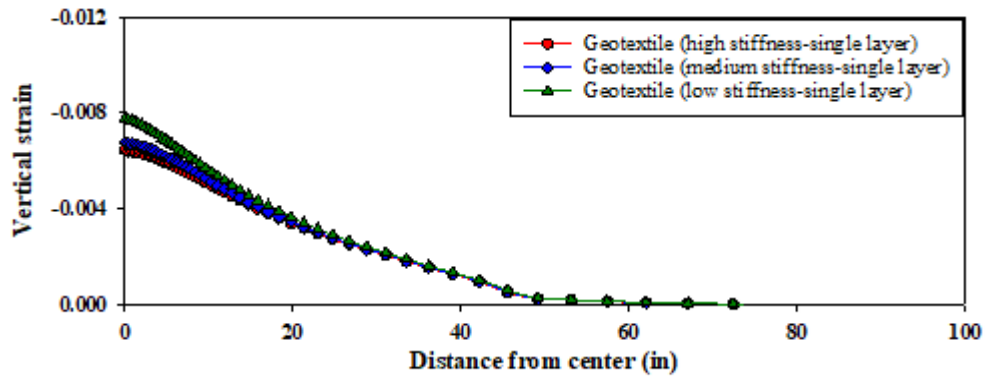 -0.012
-0.008
-0.004
0.000
Vertical strain
Geotextile (high stiffness-single layer)
Geotextile (medium stiffness-single layer)
Geotextile (low stiffness-single layer)
0 20 40 60 80 100
Distance from center (in)